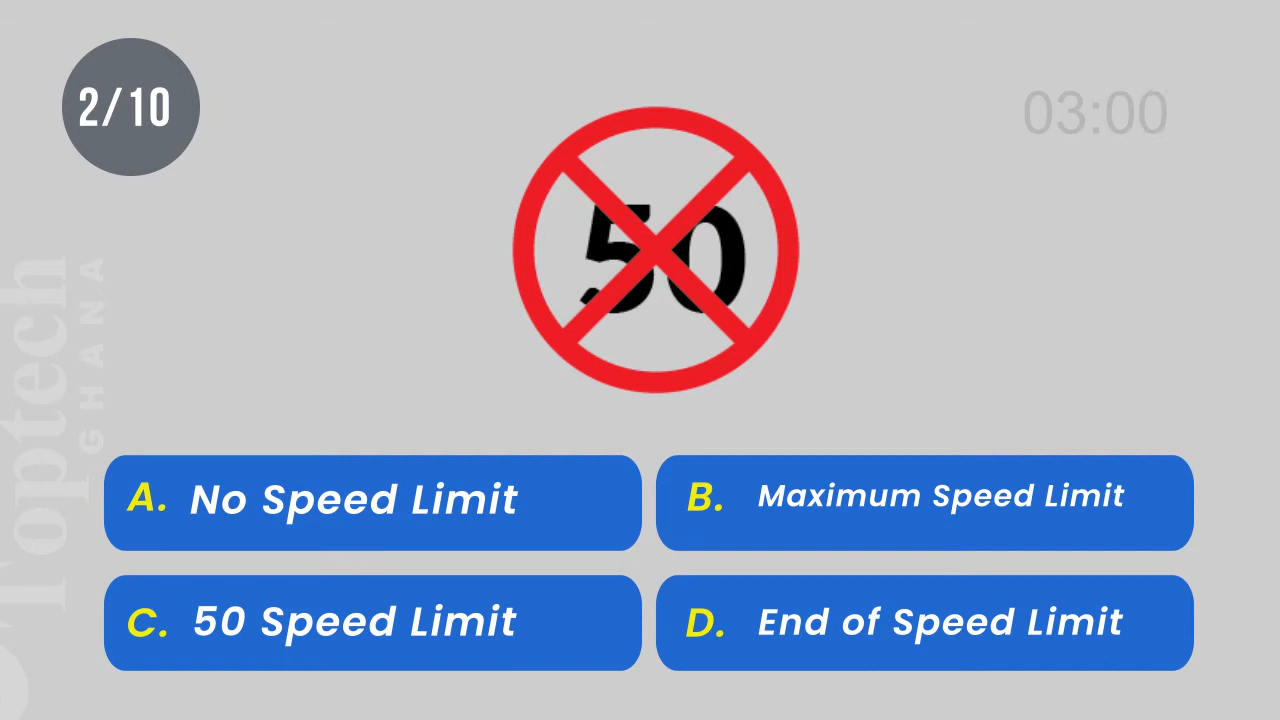 2/10
03:00
50
Toptech
GHANA
A. No Speed Limit
B. Maximum Speed Limit
C. 50 Speed Limit
D. End of Speed Limit